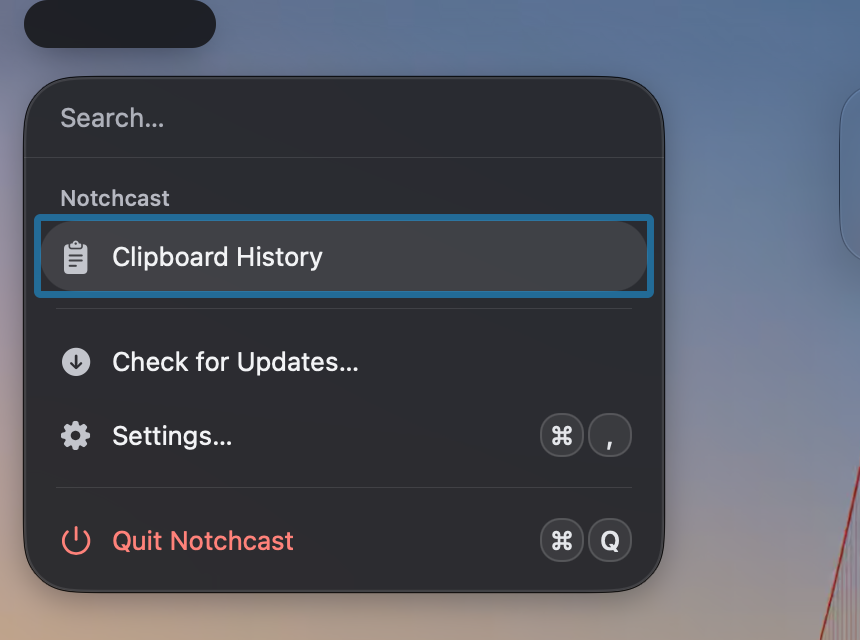 Search...
Notchcast
Clipboard History
Check for Updates...
Settings... ⌘ ,
Quit Notchcast ⌘ Q